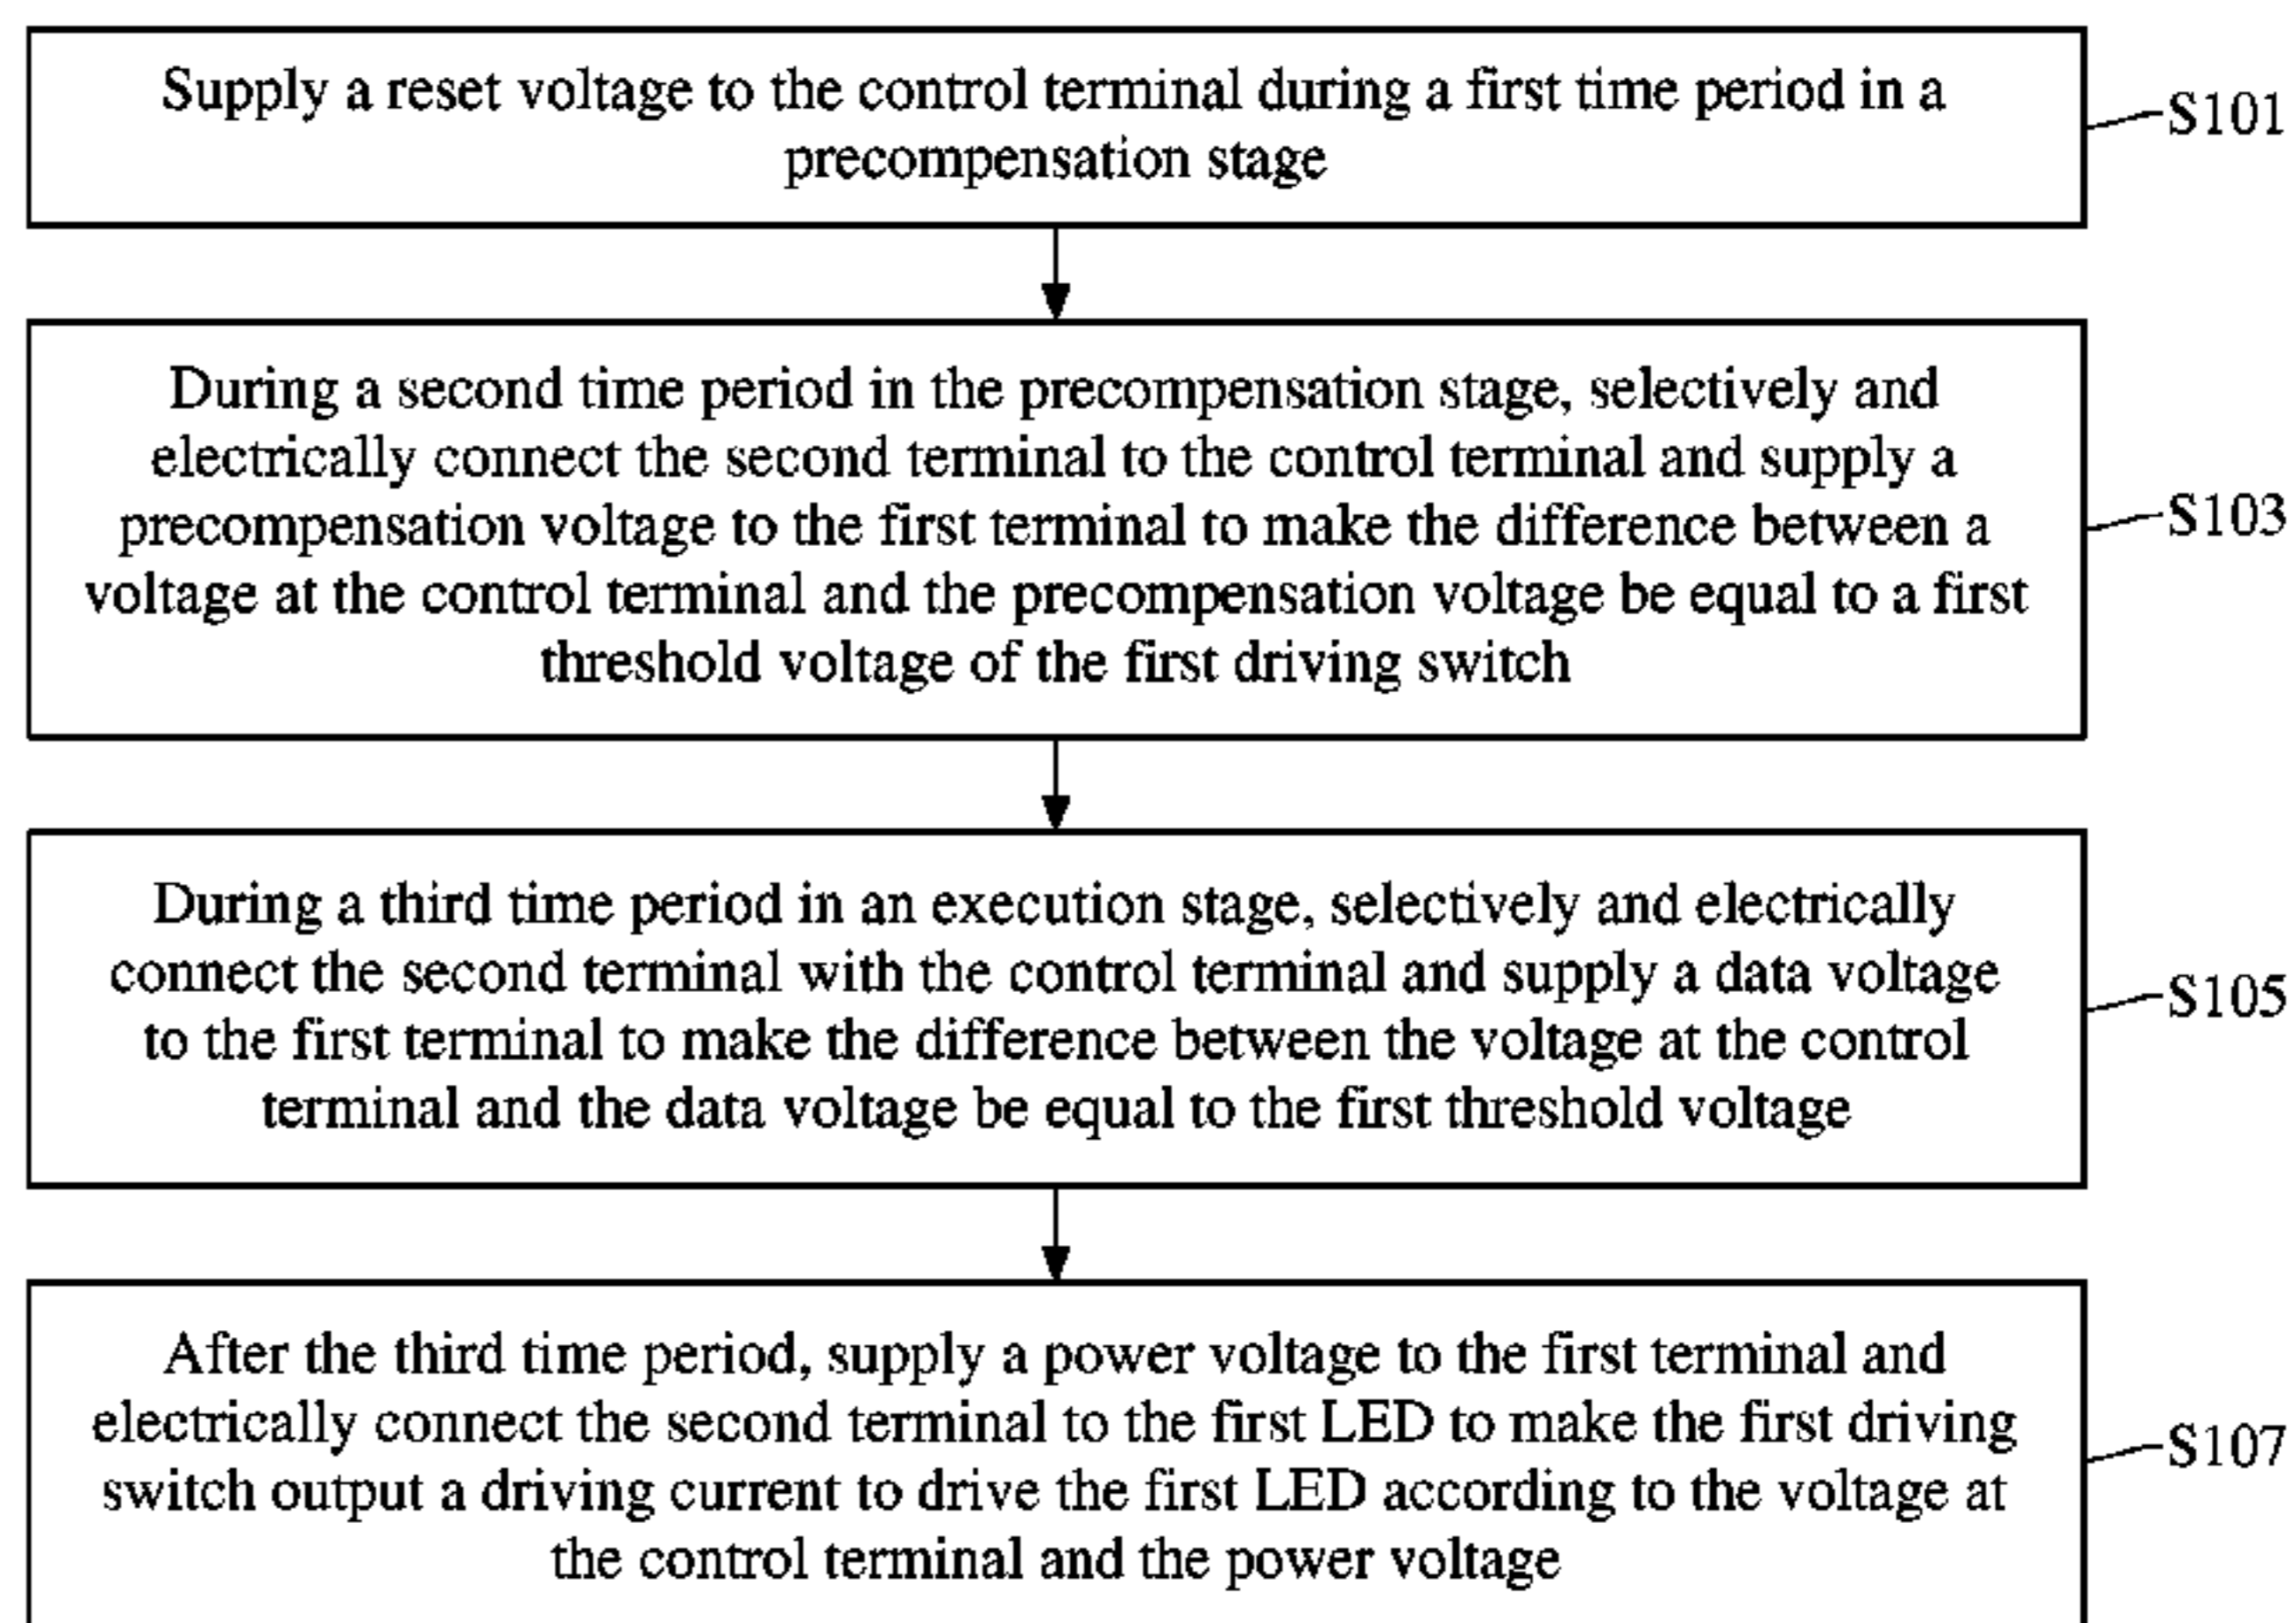 Supply a reset voltage to the control terminal during a first time period in a
precompensation stage
S101
During a second time period in the precompensation stage, selectively and
electrically connect the second terminal to the control terminal and supply a
precompensation voltage to the first terminal to make the difference between a
voltage at the control terminal and the precompensation voltage be equal to a first
threshold voltage of the first driving switch
S103
During a third time period in an execution stage, selectively and electrically
connect the second terminal with the control terminal and supply a data voltage
to the first terminal to make the difference between the voltage at the control
terminal and the data voltage be equal to the first threshold voltage
S105
After the third time period, supply a power voltage to the first terminal and
electrically connect the second terminal to the first LED to make the first driving
switch output a driving current to drive the first LED according to the voltage at
the control terminal and the power voltage
S107